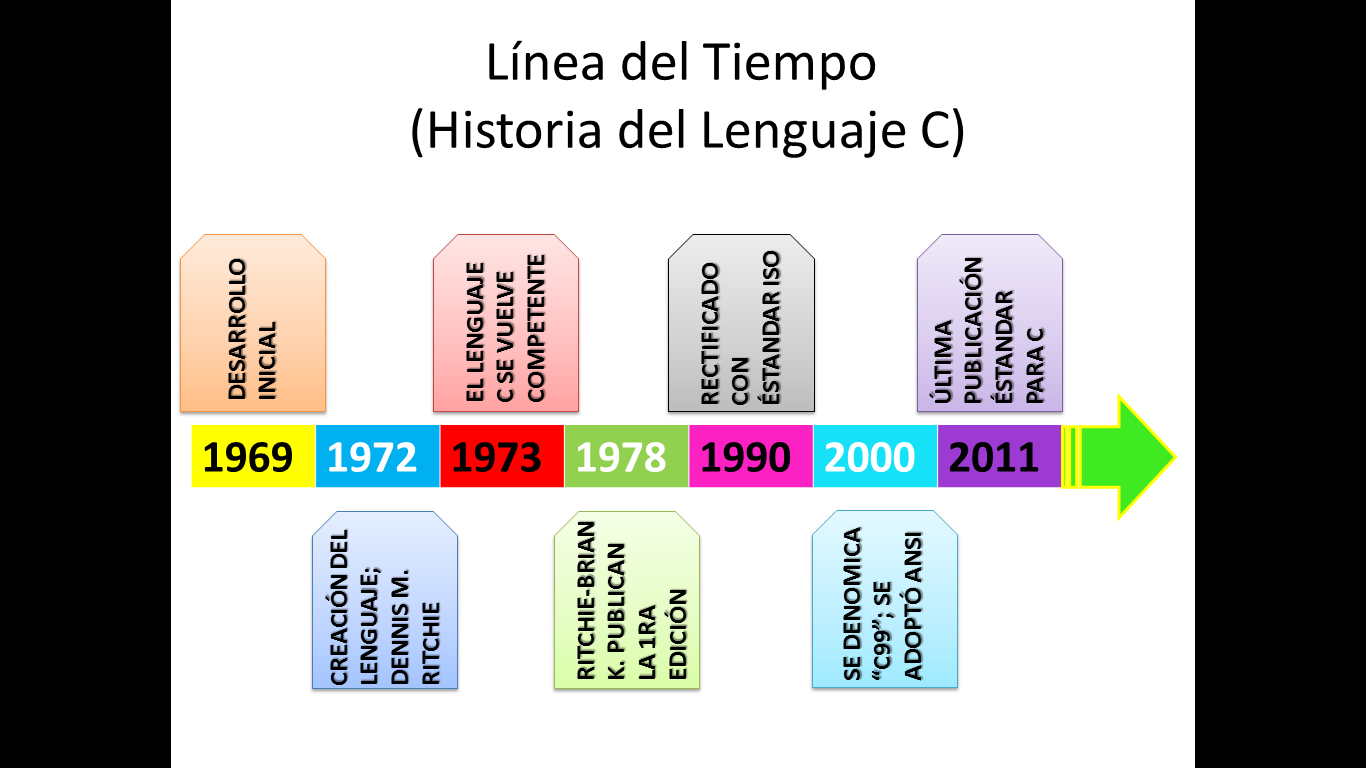 Línea del Tiempo
(Historia del Lenguaje C)
DESARROLLO
INICIAL
EL LENGUAJE
C SE VUELVE
COMPETENTE
RECTIFICADO
CON
ÉSTANDAR ISO
ÚLTIMA
PUBLICACIÓN
ÉSTANDAR
PARA C
1969 1972 1973 1978 1990 2000 2011
CREACIÓN DEL
LENGUAJE;
DENNIS M.
RITCHIE
RITCHIE-BRIAN
K. PUBLICAN
LA 1RA
EDICIÓN
SE DENOMICA
“C99”; SE
ADOPTÓ ANSI